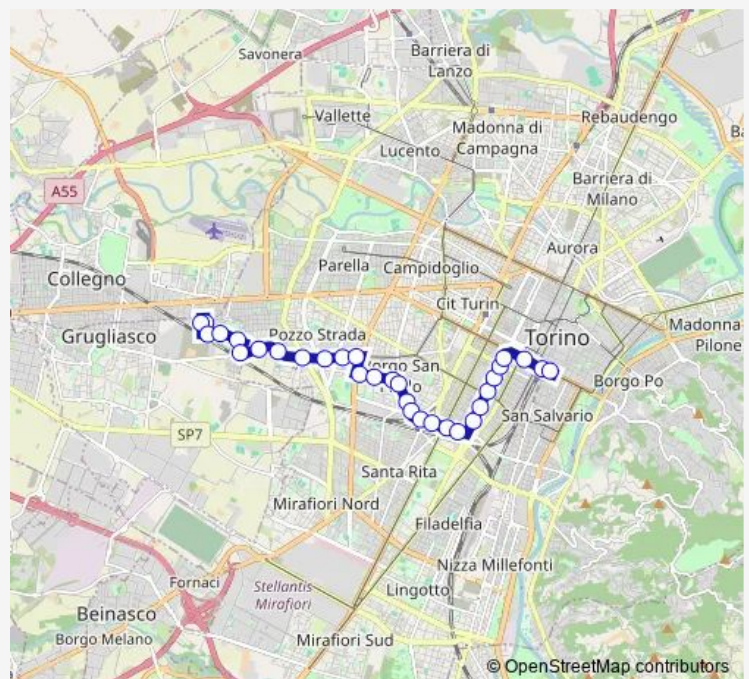 Savonera
Barriera di
Lanzo
Vallette
Rebaudengo
Madonna di
Campagna
Lucento
A55
Barriera di
Milano
Aurora
Collegno
Parella
Campidoglio
Cit Turin
Grugliasco
Pozzo Strada
Torino
Madonna
Pilone
Borgo Po
San Salvario
SP7
Santa Rita
Mirafiori Nord
Filadelfia
Nizza Millefonti
Fornaci
Stellantis
Mirafiori
Lingotto
Beinasco
Borgo Melano
Mirafiori Sud
© OpenStreetMap contributors